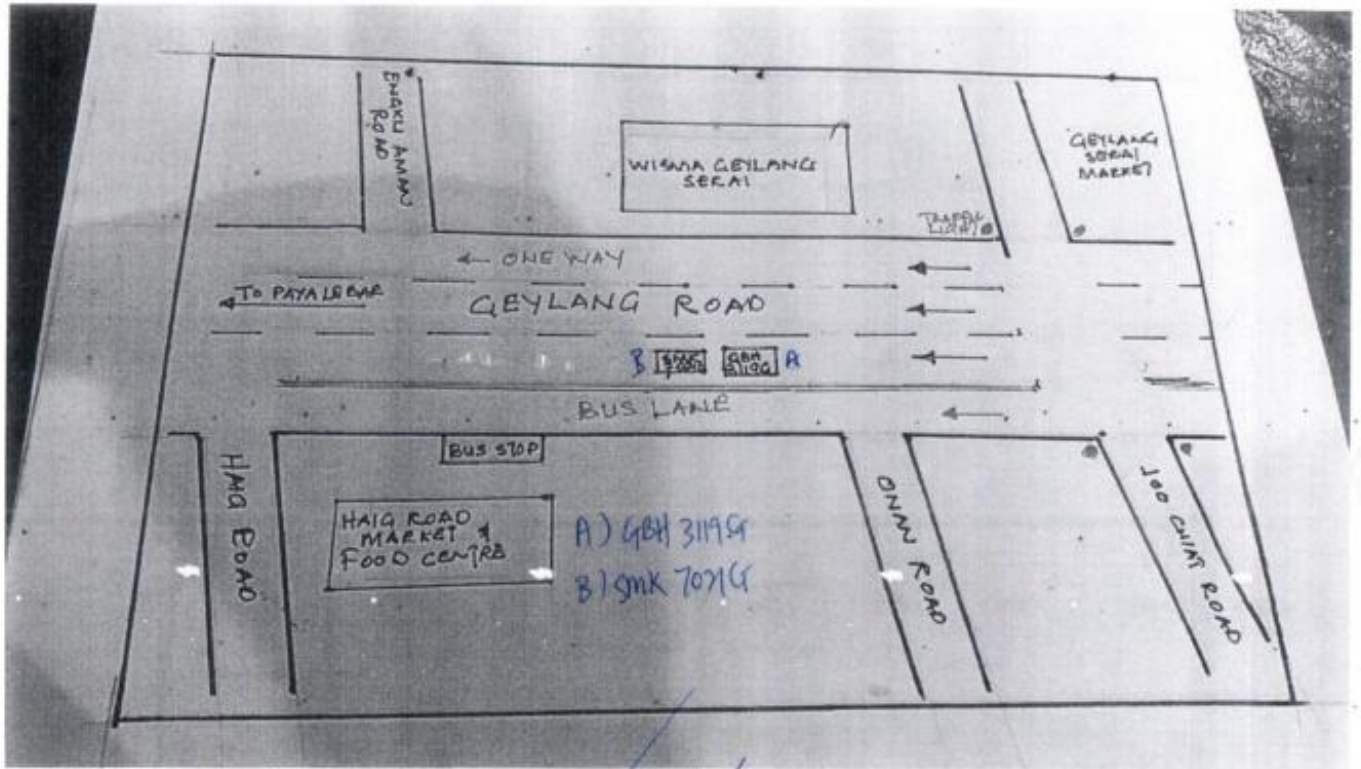 ENGKU AMAN
ROAD
WISMA GEYLANG
SERAI
GEYLANG
SERAI
MARKET
TRAFFIC
LIGHT
← ONE WAY
TO PAYA LEBAR
GEYLANG ROAD
B
GBH
3119G
A
BUS LANE
BUS STOP
HAIG ROAD
HAIG ROAD
MARKET &
FOOD CENTRE
A) GBH 3119G
B) SMK 7071G
ONAN ROAD
JOO CHIAT ROAD